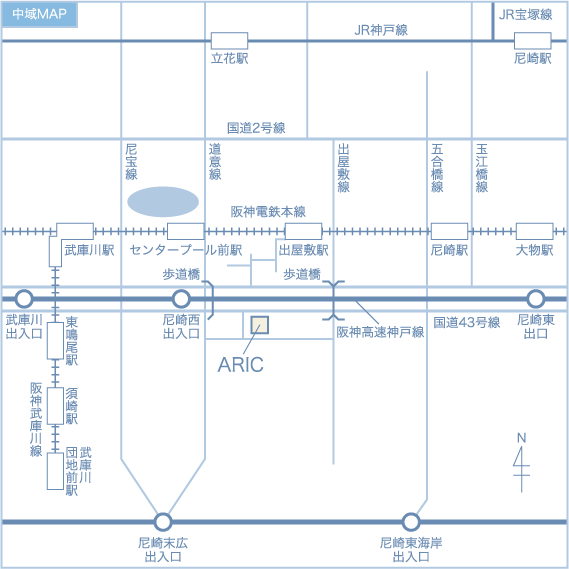 中域MAP
JR神戸線
JR宝塚線
立花駅
尼崎駅
国道2号線
尼宝線
道意線
出屋敷線
五合橋線
玉江橋線
阪神電鉄本線
武庫川駅
センタープール前駅
出屋敷駅
尼崎駅
大物駅
歩道橋
歩道橋
武庫川
出入口
尼崎西
出入口
阪神高速神戸線
国道43号線
尼崎東
出口
東鳴尾駅
ARIC
阪神武庫川線
須崎駅
武庫川
団地前駅
N
尼崎末広
出入口
尼崎東海岸
出入口